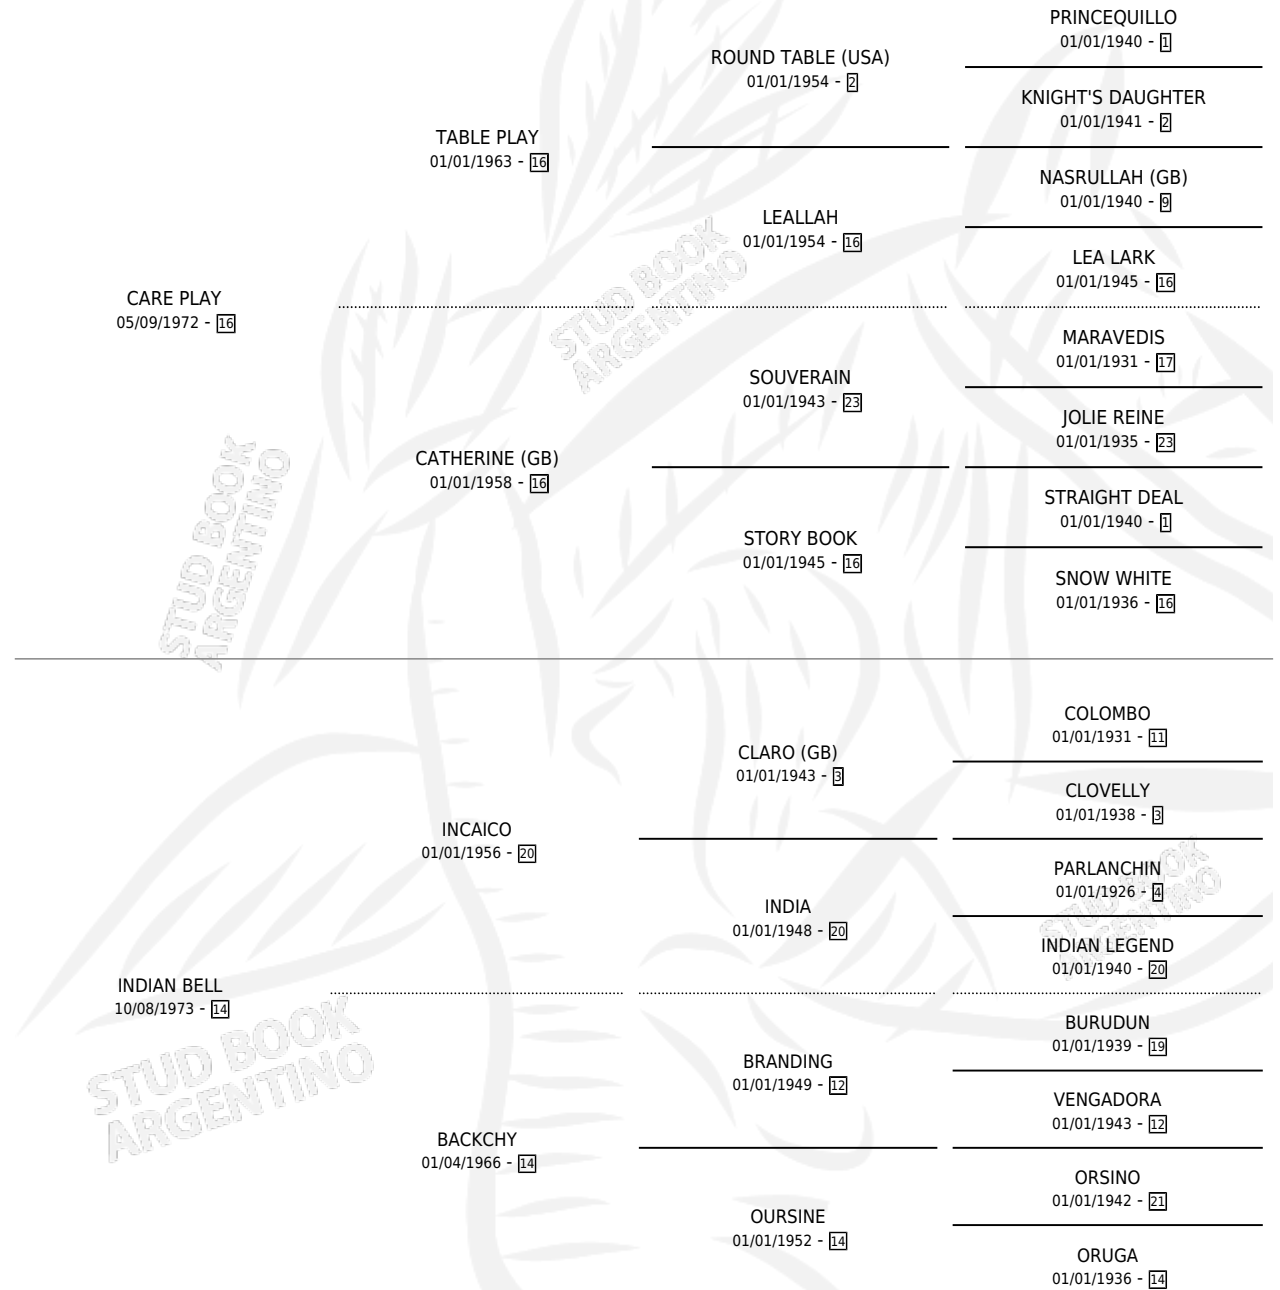 PRINCEQUILLO
01/01/1940 - 1
ROUND TABLE (USA)
01/01/1954 - 2
KNIGHT'S DAUGHTER
01/01/1941 - 2
TABLE PLAY
01/01/1963 - 16
NASRULLAH (GB)
01/01/1940 - 9
LEALLAH
01/01/1954 - 16
LEA LARK
01/01/1945 - 16
STUD BOOK
ARGENTINO
CARE PLAY
05/09/1972 - 16
MARAVEDIS
01/01/1931 - 17
SOUVERAIN
01/01/1943 - 23
JOLIE REINE
01/01/1935 - 23
CATHERINE (GB)
01/01/1958 - 16
STRAIGHT DEAL
01/01/1940 - 1
STORY BOOK
01/01/1945 - 16
SNOW WHITE
01/01/1936 - 16
STUD BOOK
ARGENTINO
COLOMBO
01/01/1931 - 11
CLARO (GB)
01/01/1943 - 3
CLOVELLY
01/01/1938 - 3
INCAICO
01/01/1956 - 20
PARLANCHIN
01/01/1926 - 4
INDIA
01/01/1948 - 20
STUD BOOK
ARGENTINO
INDIAN LEGEND
01/01/1940 - 20
INDIAN BELL
10/08/1973 - 14
BURUDUN
01/01/1939 - 19
BRANDING
01/01/1949 - 12
STUD BOOK
ARGENTINO
VENGADORA
01/01/1943 - 12
BACKCHY
01/04/1966 - 14
ORSINO
01/01/1942 - 21
OURSINE
01/01/1952 - 14
ORUGA
01/01/1936 - 14